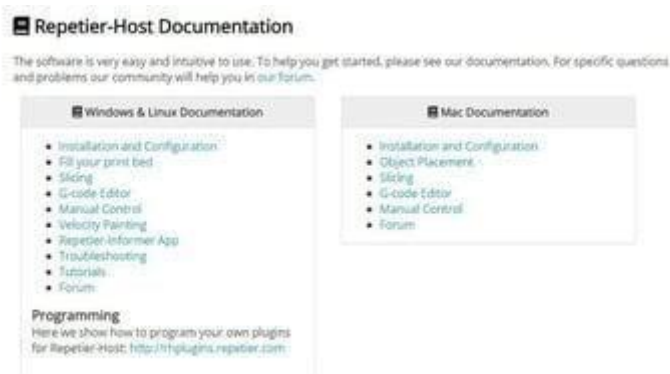 Repetier-Host Documentation
The software is very easy and intuitive to use. To help you get started, please see our documentation. For specific questions
and problems our community will help you in our forum.
Windows & Linux Documentation
Installation and Configuration
Fill your print bed
Slicing
G-code Editor
Manual Control
Velocity Painting
Repetier-Informer App
Troubleshooting
Tutorials
Forum
Programming
Here we show how to program your own plugins
for Repetier-Host: http://rhplugins.repetier.com
Mac Documentation
Installation and Configuration
Object Placement
Slicing
G-code Editor
Manual Control
Forum